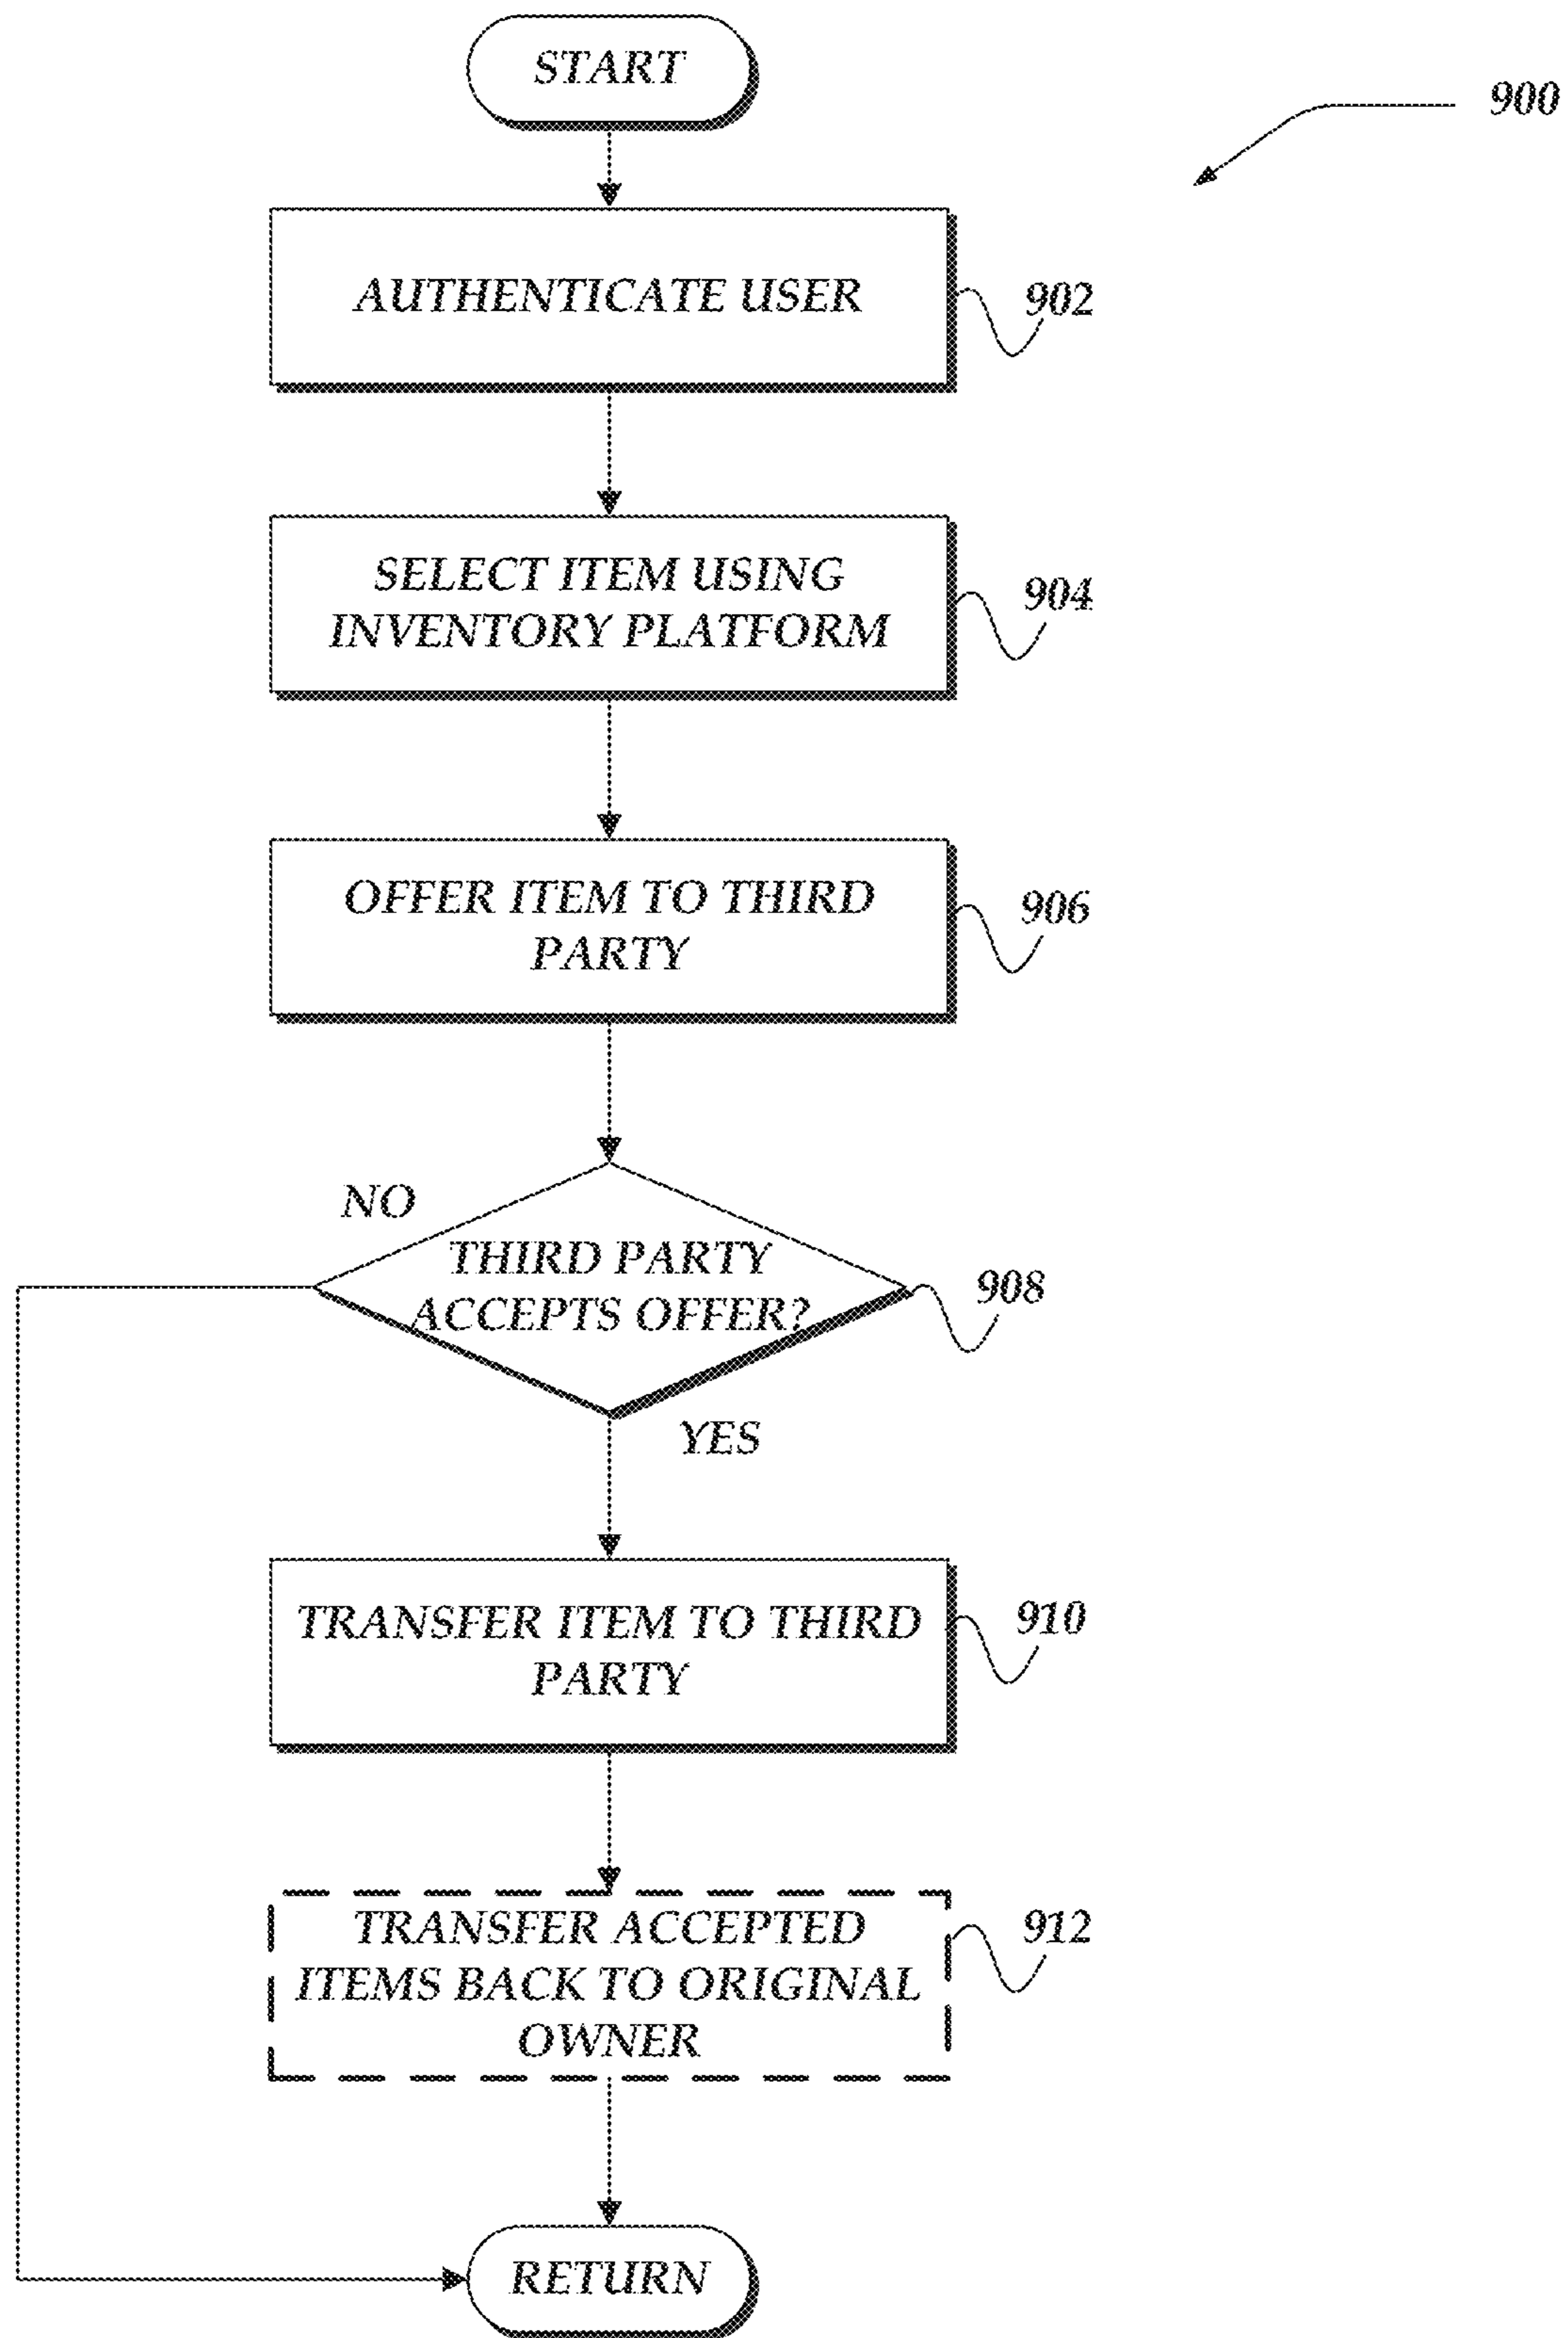 START
900
AUTHENTICATE USER
902
SELECT ITEM USING
INVENTORY PLATFORM
904
OFFER ITEM TO THIRD
PARTY
906
NO
THIRD PARTY
ACCEPTS OFFER?
908
YES
TRANSFER ITEM TO THIRD
PARTY
910
TRANSFER ACCEPTED
ITEMS BACK TO ORIGINAL
OWNER
912
RETURN